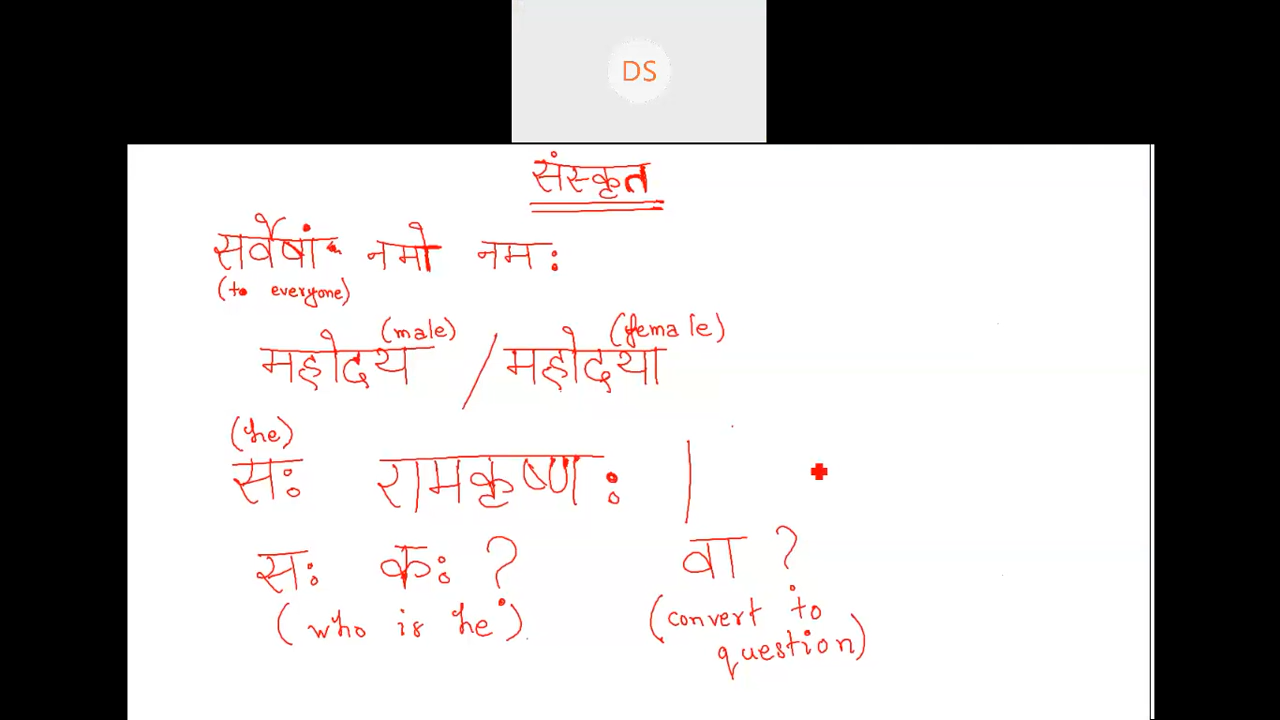 DS
संस्कृत
सर्वेषां नमो नमः
(to everyone)
(male) (female)
महोदय / महोदया
(he)
सः रामकृष्णः |
सः कः ? वा ?
(who is he) (convert to
question)